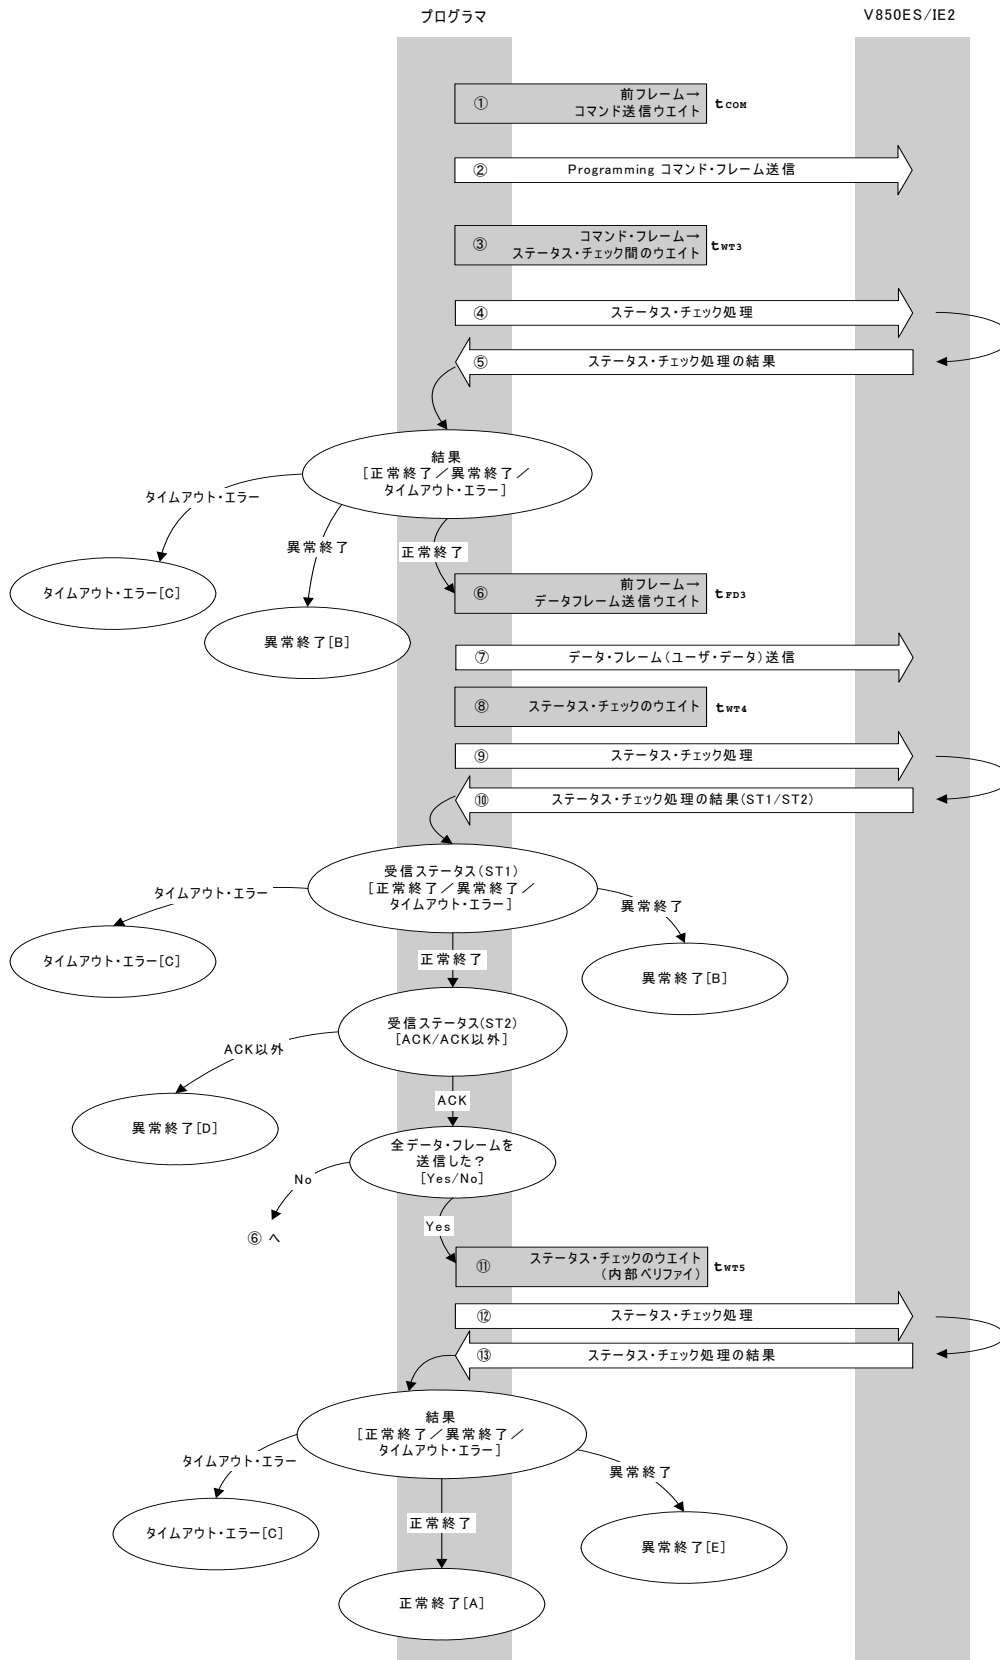 プログラマ
V850ES/IE2
① 前フレーム→
コマンド送信ウエイト
tCOM
② Programming コマンド・フレーム送信
③ コマンド・フレーム→
ステータス・チェック間のウエイト
tWT3
④ ステータス・チェック処理
⑤ ステータス・チェック処理の結果
結果
[正常終了／異常終了／
タイムアウト・エラー]
タイムアウト・エラー
異常終了
正常終了
タイムアウト・エラー[C]
異常終了[B]
⑥ 前フレーム→
データフレーム送信ウエイト
tFD3
⑦ データ・フレーム(ユーザ・データ)送信
⑧ ステータス・チェックのウエイト
tWT4
⑨ ステータス・チェック処理
⑩ ステータス・チェック処理の結果(ST1/ST2)
受信ステータス(ST1)
[正常終了／異常終了／
タイムアウト・エラー]
タイムアウト・エラー
異常終了
タイムアウト・エラー[C]
正常終了
異常終了[B]
受信ステータス(ST2)
[ACK/ACK以外]
ACK以外
ACK
異常終了[D]
全データ・フレームを
送信した？
[Yes/No]
No
Yes
⑥ へ
⑪ ステータス・チェックのウエイト
(内部ベリファイ)
tWT5
⑫ ステータス・チェック処理
⑬ ステータス・チェック処理の結果
結果
[正常終了／異常終了／
タイムアウト・エラー]
タイムアウト・エラー
異常終了
正常終了
タイムアウト・エラー[C]
異常終了[E]
正常終了[A]